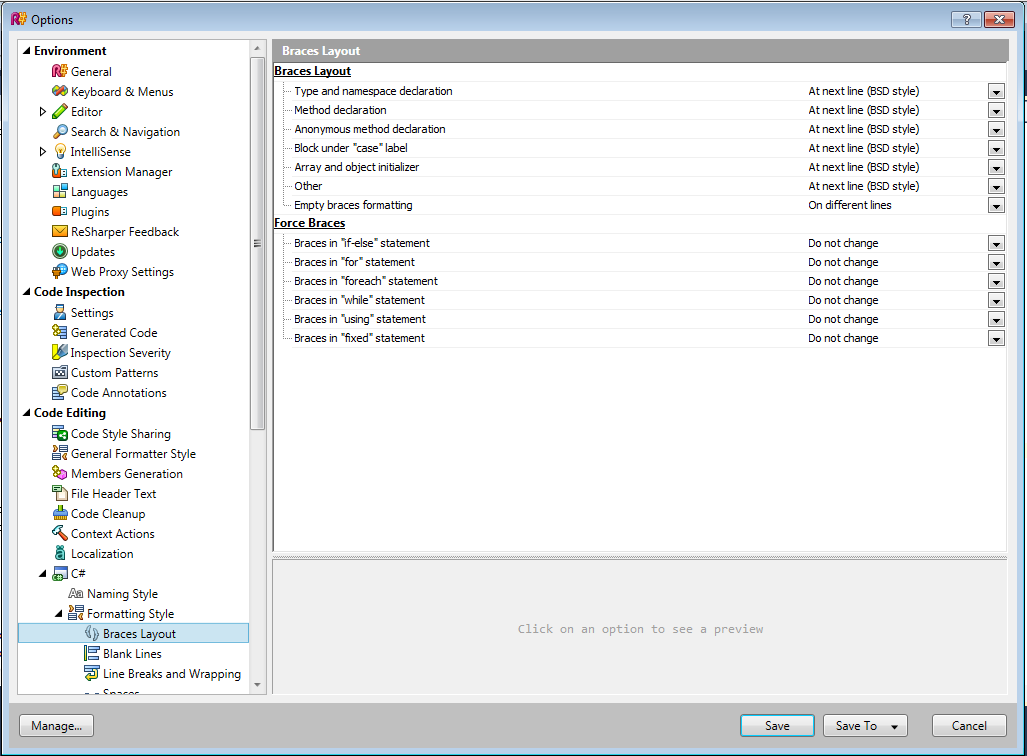 R# Options
?
Environment
R# General
Keyboard & Menus
Editor
Search & Navigation
IntelliSense
Extension Manager
Languages
Plugins
ReSharper Feedback
Updates
Web Proxy Settings
Code Inspection
Settings
Generated Code
Inspection Severity
Custom Patterns
Code Annotations
Code Editing
Code Style Sharing
General Formatter Style
Members Generation
File Header Text
Code Cleanup
Context Actions
Localization
C#
Aa Naming Style
Formatting Style
Braces Layout
Blank Lines
Line Breaks and Wrapping
Spaces
Braces Layout
Braces Layout
Type and namespace declaration At next line (BSD style)
Method declaration At next line (BSD style)
Anonymous method declaration At next line (BSD style)
Block under "case" label At next line (BSD style)
Array and object initializer At next line (BSD style)
Other At next line (BSD style)
Empty braces formatting On different lines
Force Braces
Braces in "if-else" statement Do not change
Braces in "for" statement Do not change
Braces in "foreach" statement Do not change
Braces in "while" statement Do not change
Braces in "using" statement Do not change
Braces in "fixed" statement Do not change
Click on an option to see a preview
Manage... Save Save To Cancel